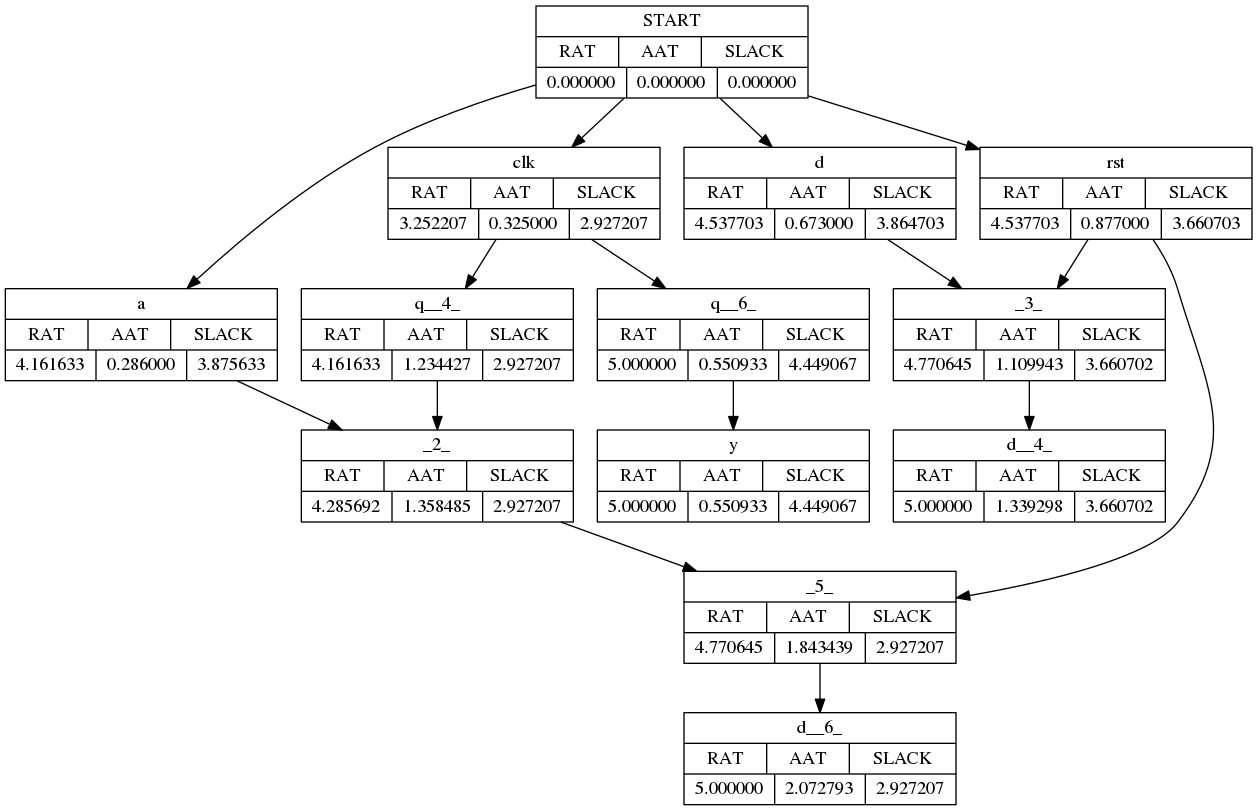 START
RAT AAT SLACK
0.000000 0.000000 0.000000
clk
RAT AAT SLACK
3.252207 0.325000 2.927207
d
RAT AAT SLACK
4.537703 0.673000 3.864703
rst
RAT AAT SLACK
4.537703 0.877000 3.660703
a
RAT AAT SLACK
4.161633 0.286000 3.875633
q__4_
RAT AAT SLACK
4.161633 1.234427 2.927207
q__6_
RAT AAT SLACK
5.000000 0.550933 4.449067
_3_
RAT AAT SLACK
4.770645 1.109943 3.660702
_2_
RAT AAT SLACK
4.285692 1.358485 2.927207
y
RAT AAT SLACK
5.000000 0.550933 4.449067
d__4_
RAT AAT SLACK
5.000000 1.339298 3.660702
_5_
RAT AAT SLACK
4.770645 1.843439 2.927207
d__6_
RAT AAT SLACK
5.000000 2.072793 2.927207